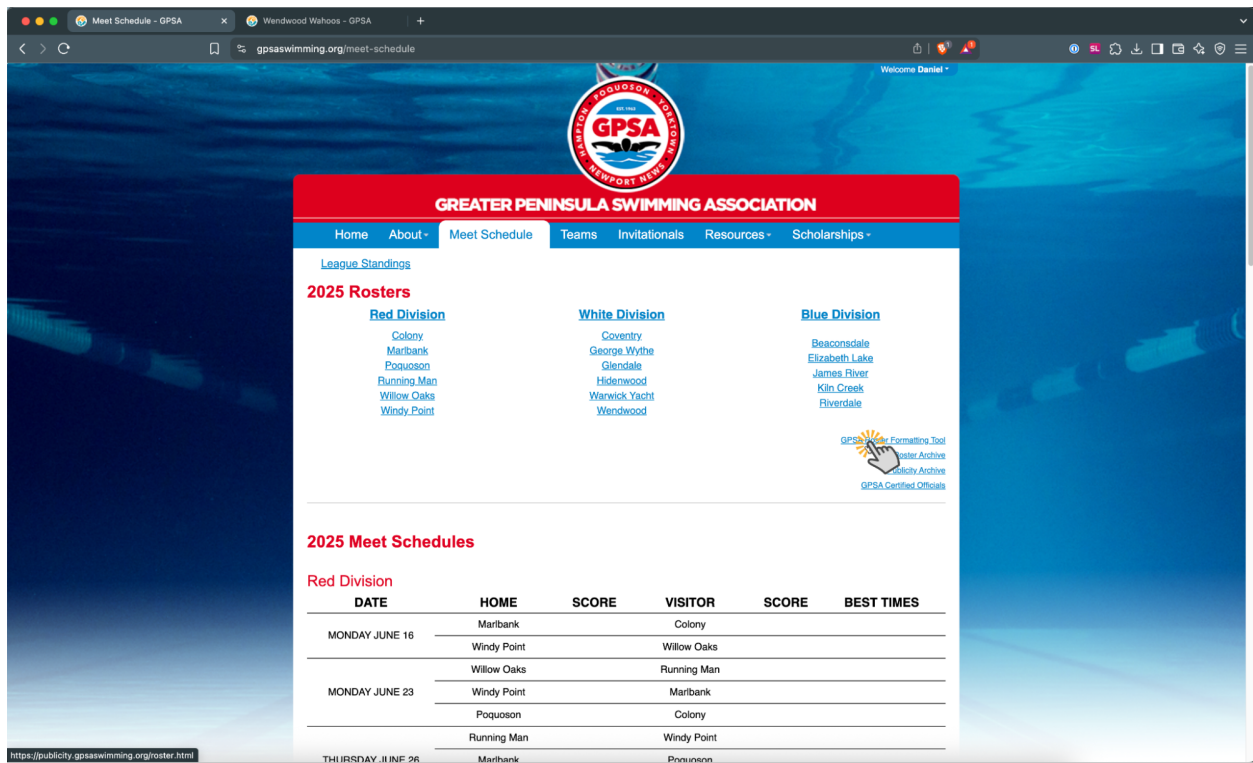 Meet Schedule - GPSA
Wendwood Wahoos - GPSA
gpsaswimming.org/meet-schedule
SL
Welcome Daniel
HAMPTON POQUOSON YORKTOWN
EST. 1963
GPSA
NEWPORT NEWS
GREATER PENINSULA SWIMMING ASSOCIATION
Home About Meet Schedule Teams Invitationals Resources Scholarships
League Standings
2025 Rosters
Red Division White Division Blue Division
Colony Coventry Beaconsdale
Marlbank George Wythe Elizabeth Lake
Poquoson Glendale James River
Running Man Hidenwood Kiln Creek
Willow Oaks Warwick Yacht Riverdale
Windy Point Wendwood
GPSA Formatting Tool
Roster Archive
Publicity Archive
GPSA Certified Officials
2025 Meet Schedules
Red Division
DATE HOME SCORE VISITOR SCORE BEST TIMES
MONDAY JUNE 16 Marlbank Colony
Windy Point Willow Oaks
MONDAY JUNE 23 Willow Oaks Running Man
Windy Point Marlbank
Poquoson Colony
THURSDAY JUNE 26 Running Man Windy Point
Marlbank Poquoson
https://publicity.gpsaswimming.org/roster.html